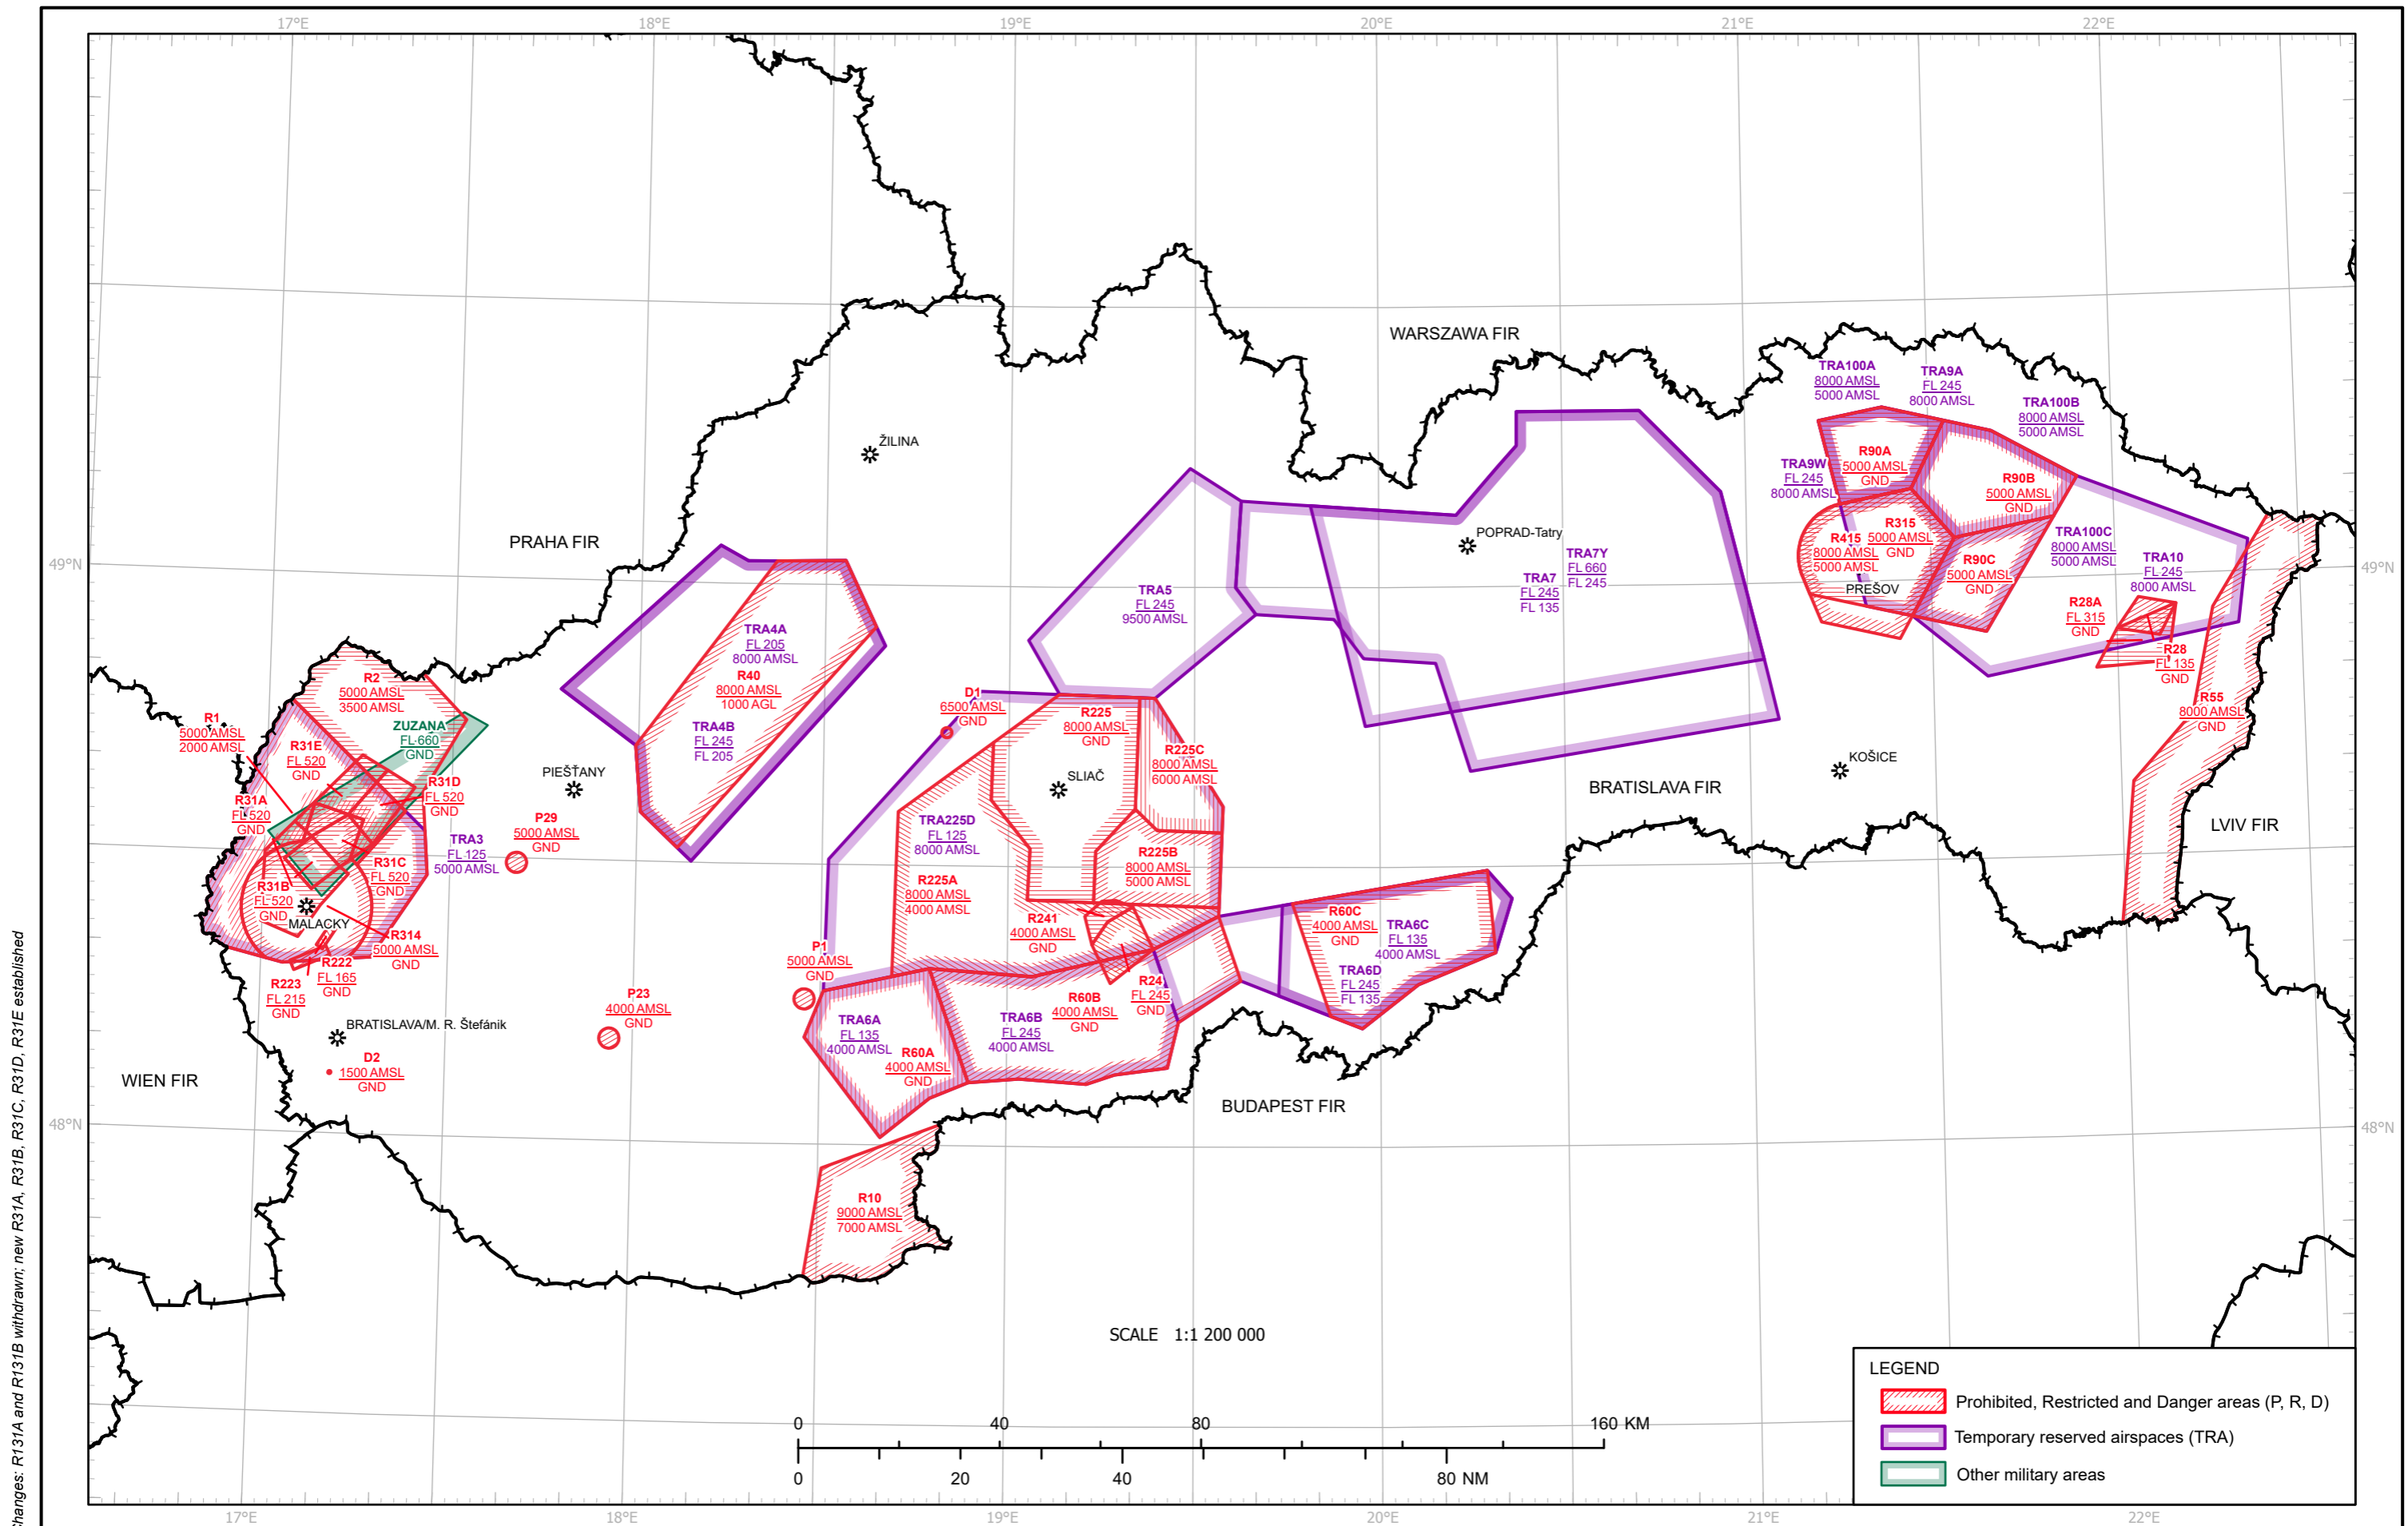 17°E
18°E
19°E
20°E
21°E
22°E
WARSZAWA FIR
TRA100A
8000 AMSL
5000 AMSL
TRA9A
FL 245
8000 AMSL
TRA100B
8000 AMSL
5000 AMSL
ŽILINA
R90A
5000 AMSL
GND
TRA9W
FL 245
8000 AMSL
R90B
5000 AMSL
GND
PRAHA FIR
POPRAD-Tatry
R315
5000 AMSL
GND
R415
8000 AMSL
5000 AMSL
TRA100C
8000 AMSL
5000 AMSL
49°N
49°N
TRA7Y
FL 660
FL 245
TRA7
FL 245
FL 135
R90C
5000 AMSL
GND
TRA10
FL 245
8000 AMSL
PREŠOV
TRA5
FL 245
9500 AMSL
R28A
FL 315
GND
TRA4A
FL 205
8000 AMSL
R28
FL 135
GND
R2
5000 AMSL
3500 AMSL
R40
8000 AMSL
1000 AGL
R55
8000 AMSL
GND
D1
6500 AMSL
GND
R1
5000 AMSL
2000 AMSL
ZUZANA
FL 660
GND
TRA4B
FL 245
FL 205
R225
8000 AMSL
GND
R31E
FL 520
GND
R225C
8000 AMSL
6000 AMSL
PIEŠŤANY
SLIAČ
KOŠICE
BRATISLAVA FIR
R31D
FL 520
GND
R31A
FL 520
GND
P29
5000 AMSL
GND
TRA225D
FL 125
8000 AMSL
LVIV FIR
TRA3
FL 125
5000 AMSL
R31C
FL 520
GND
R225B
8000 AMSL
5000 AMSL
R31B
FL 520
GND
R225A
8000 AMSL
4000 AMSL
MALACKY
R241
4000 AMSL
GND
R60C
4000 AMSL
GND
TRA6C
FL 135
4000 AMSL
R314
5000 AMSL
GND
P1
5000 AMSL
GND
R222
FL 165
GND
TRA6D
FL 245
FL 135
R223
FL 215
GND
R24
FL 245
GND
P23
4000 AMSL
GND
R60B
4000 AMSL
GND
TRA6A
FL 135
4000 AMSL
TRA6B
FL 245
4000 AMSL
BRATISLAVA/M. R. Štefánik
R60A
4000 AMSL
GND
D2
1500 AMSL
GND
WIEN FIR
BUDAPEST FIR
48°N
48°N
R10
9000 AMSL
7000 AMSL
SCALE 1:1 200 000
0 40 80 160 KM
0 20 40 80 NM
LEGEND
Prohibited, Restricted and Danger areas (P, R, D)
Temporary reserved airspaces (TRA)
Other military areas
17°E
18°E
19°E
20°E
21°E
22°E
Changes: R131A and R131B withdrawn; new R31A, R31B, R31C, R31D, R31E established